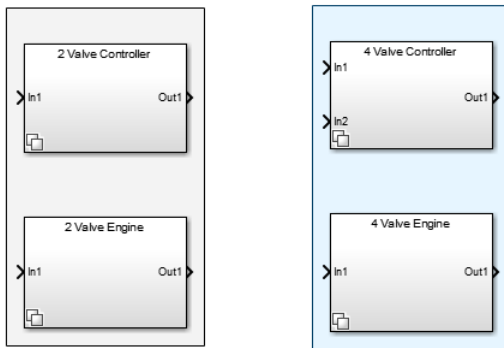 2 Valve Controller
In1
Out1
2 Valve Engine
In1
Out1
4 Valve Controller
In1
Out1
In2
4 Valve Engine
In1
Out1